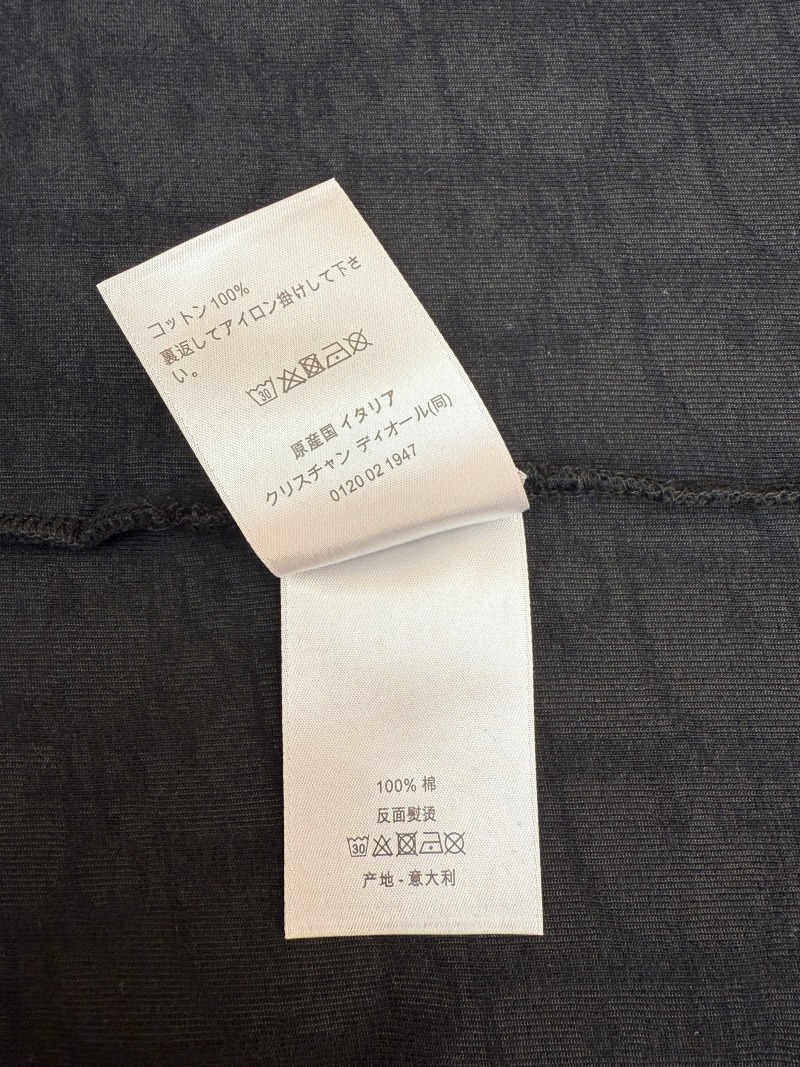 コットン 100%
裏返してアイロン掛けして下さ
い。
30
原産国 イタリア
クリスチャン ディオール(同)
0120 02 1947
100% 棉
反面熨烫
30
产地 - 意大利